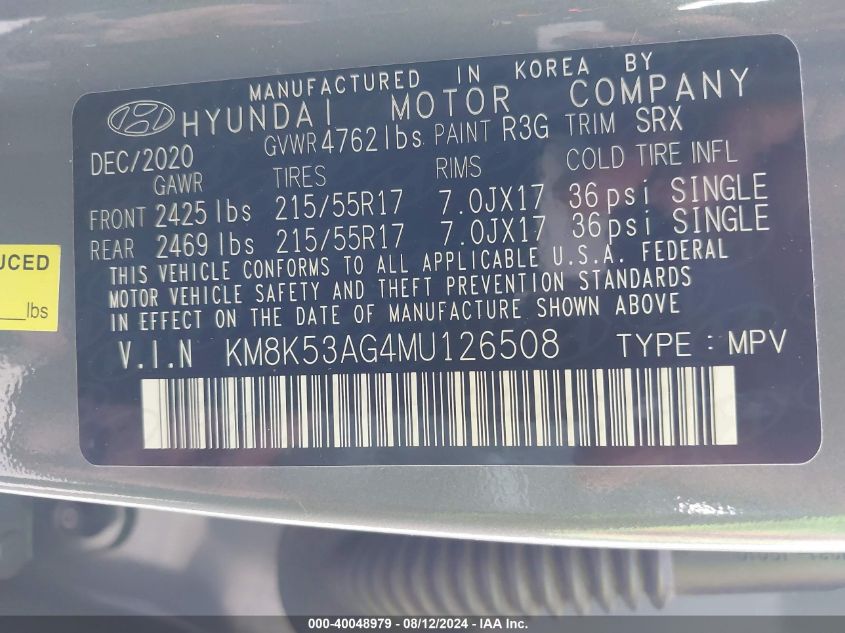 MANUFACTURED IN KOREA BY
HYUNDAI MOTOR COMPANY
DEC/2020 GVWR 4762 lbs PAINT R3G TRIM SRX
GAWR TIRES RIMS COLD TIRE INFL
FRONT 2425 lbs 215/55R17 7.0JX17 36 psi SINGLE
REAR 2469 lbs 215/55R17 7.0JX17 36 psi SINGLE
THIS VEHICLE CONFORMS TO ALL APPLICABLE U.S.A. FEDERAL
MOTOR VEHICLE SAFETY AND THEFT PREVENTION STANDARDS
IN EFFECT ON THE DATE OF MANUFACTURE SHOWN ABOVE
V.I.N KM8K53AG4MU126508 TYPE : MPV
UCED
lbs
000-40048979 - 08/12/2024 - IAA Inc.